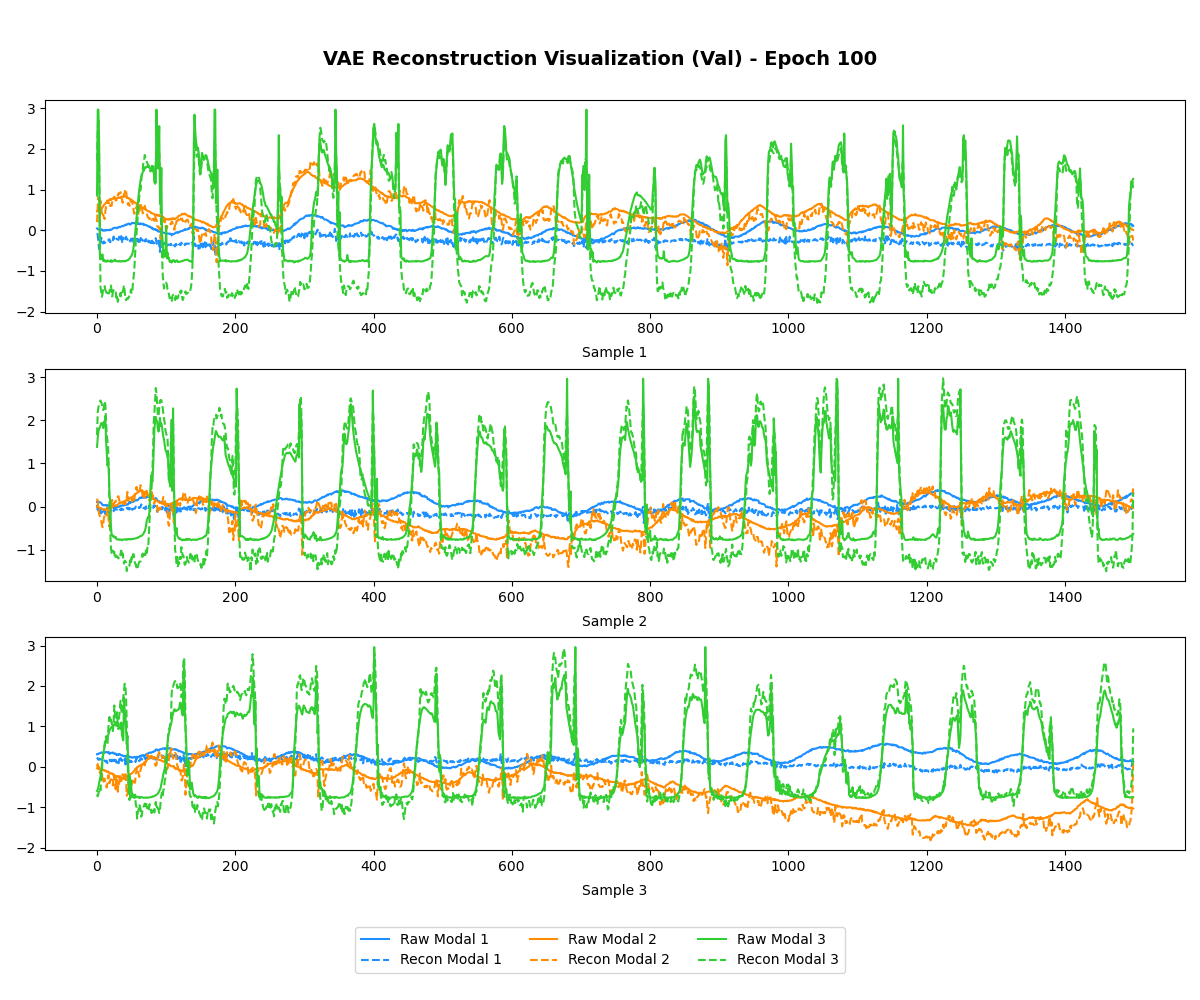 VAE Reconstruction Visualization (Val) - Epoch 100
3
2
1
0
−1
−2
0 200 400 600 800 1000 1200 1400
Sample 1
3
2
1
0
−1
0 200 400 600 800 1000 1200 1400
Sample 2
3
2
1
0
−1
−2
0 200 400 600 800 1000 1200 1400
Sample 3
Raw Modal 1 Raw Modal 2 Raw Modal 3
Recon Modal 1 Recon Modal 2 Recon Modal 3